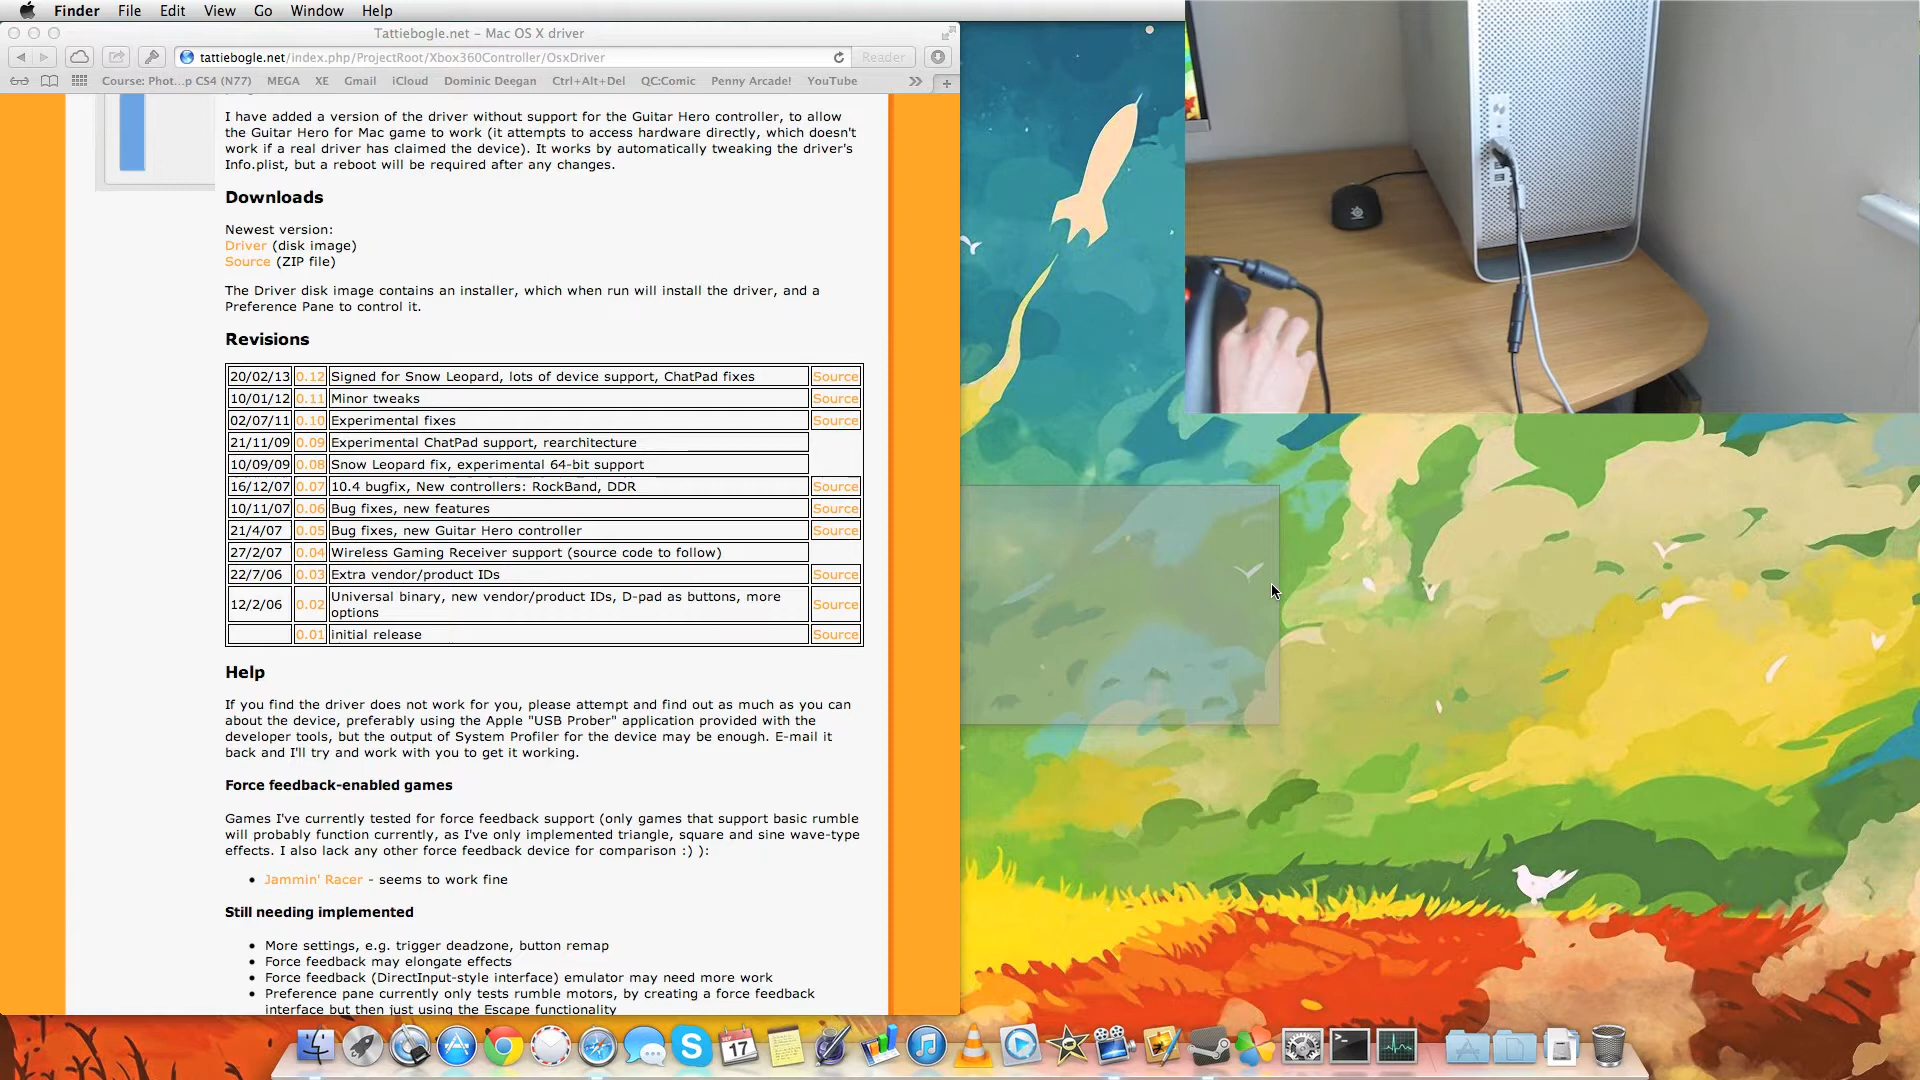 Finder File Edit View Go Window Help
Tattiebogle.net – Mac OS X driver
tattiebogle.net/index.php/ProjectRoot/Xbox360Controller/OsxDriver
Reader
Course: Phot...p CS4 (N77) MEGA XE Gmail iCloud Dominic Deegan Ctrl+Alt+Del QC:Comic Penny Arcade! YouTube
I have added a version of the driver without support for the Guitar Hero controller, to allow
the Guitar Hero for Mac game to work (it attempts to access hardware directly, which doesn't
work if a real driver has claimed the device). It works by automatically tweaking the driver's
Info.plist, but a reboot will be required after any changes.
Downloads
Newest version:
Driver (disk image)
Source (ZIP file)
The Driver disk image contains an installer, which when run will install the driver, and a
Preference Pane to control it.
Revisions
20/02/13 0.12 Signed for Snow Leopard, lots of device support, ChatPad fixes Source
10/01/12 0.11 Minor tweaks Source
02/07/11 0.10 Experimental fixes Source
21/11/09 0.09 Experimental ChatPad support, rearchitecture
10/09/09 0.08 Snow Leopard fix, experimental 64-bit support
16/12/07 0.07 10.4 bugfix, New controllers: RockBand, DDR Source
10/11/07 0.06 Bug fixes, new features Source
21/4/07 0.05 Bug fixes, new Guitar Hero controller Source
27/2/07 0.04 Wireless Gaming Receiver support (source code to follow)
22/7/06 0.03 Extra vendor/product IDs Source
12/2/06 0.02 Universal binary, new vendor/product IDs, D-pad as buttons, more Source
options
0.01 initial release Source
Help
If you find the driver does not work for you, please attempt and find out as much as you can
about the device, preferably using the Apple "USB Prober" application provided with the
developer tools, but the output of System Profiler for the device may be enough. E-mail it
back and I'll try and work with you to get it working.
Force feedback-enabled games
Games I've currently tested for force feedback support (only games that support basic rumble
will probably function currently, as I've only implemented triangle, square and sine wave-type
effects. I also lack any other force feedback device for comparison :) ):
• Jammin' Racer - seems to work fine
Still needing implemented
• More settings, e.g. trigger deadzone, button remap
• Force feedback may elongate effects
• Force feedback (DirectInput-style interface) emulator may need more work
• Preference pane currently only tests rumble motors, by creating a force feedback
interface but then just using the Escape functionality
17